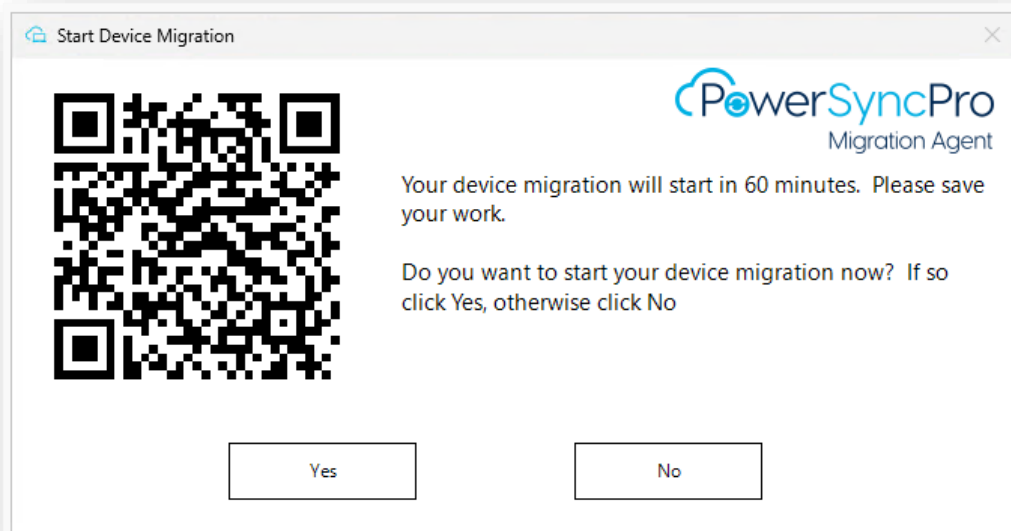 Start Device Migration
PowerSyncPro
Migration Agent
Your device migration will start in 60 minutes.  Please save
your work.
Do you want to start your device migration now?  If so
click Yes, otherwise click No
Yes
No